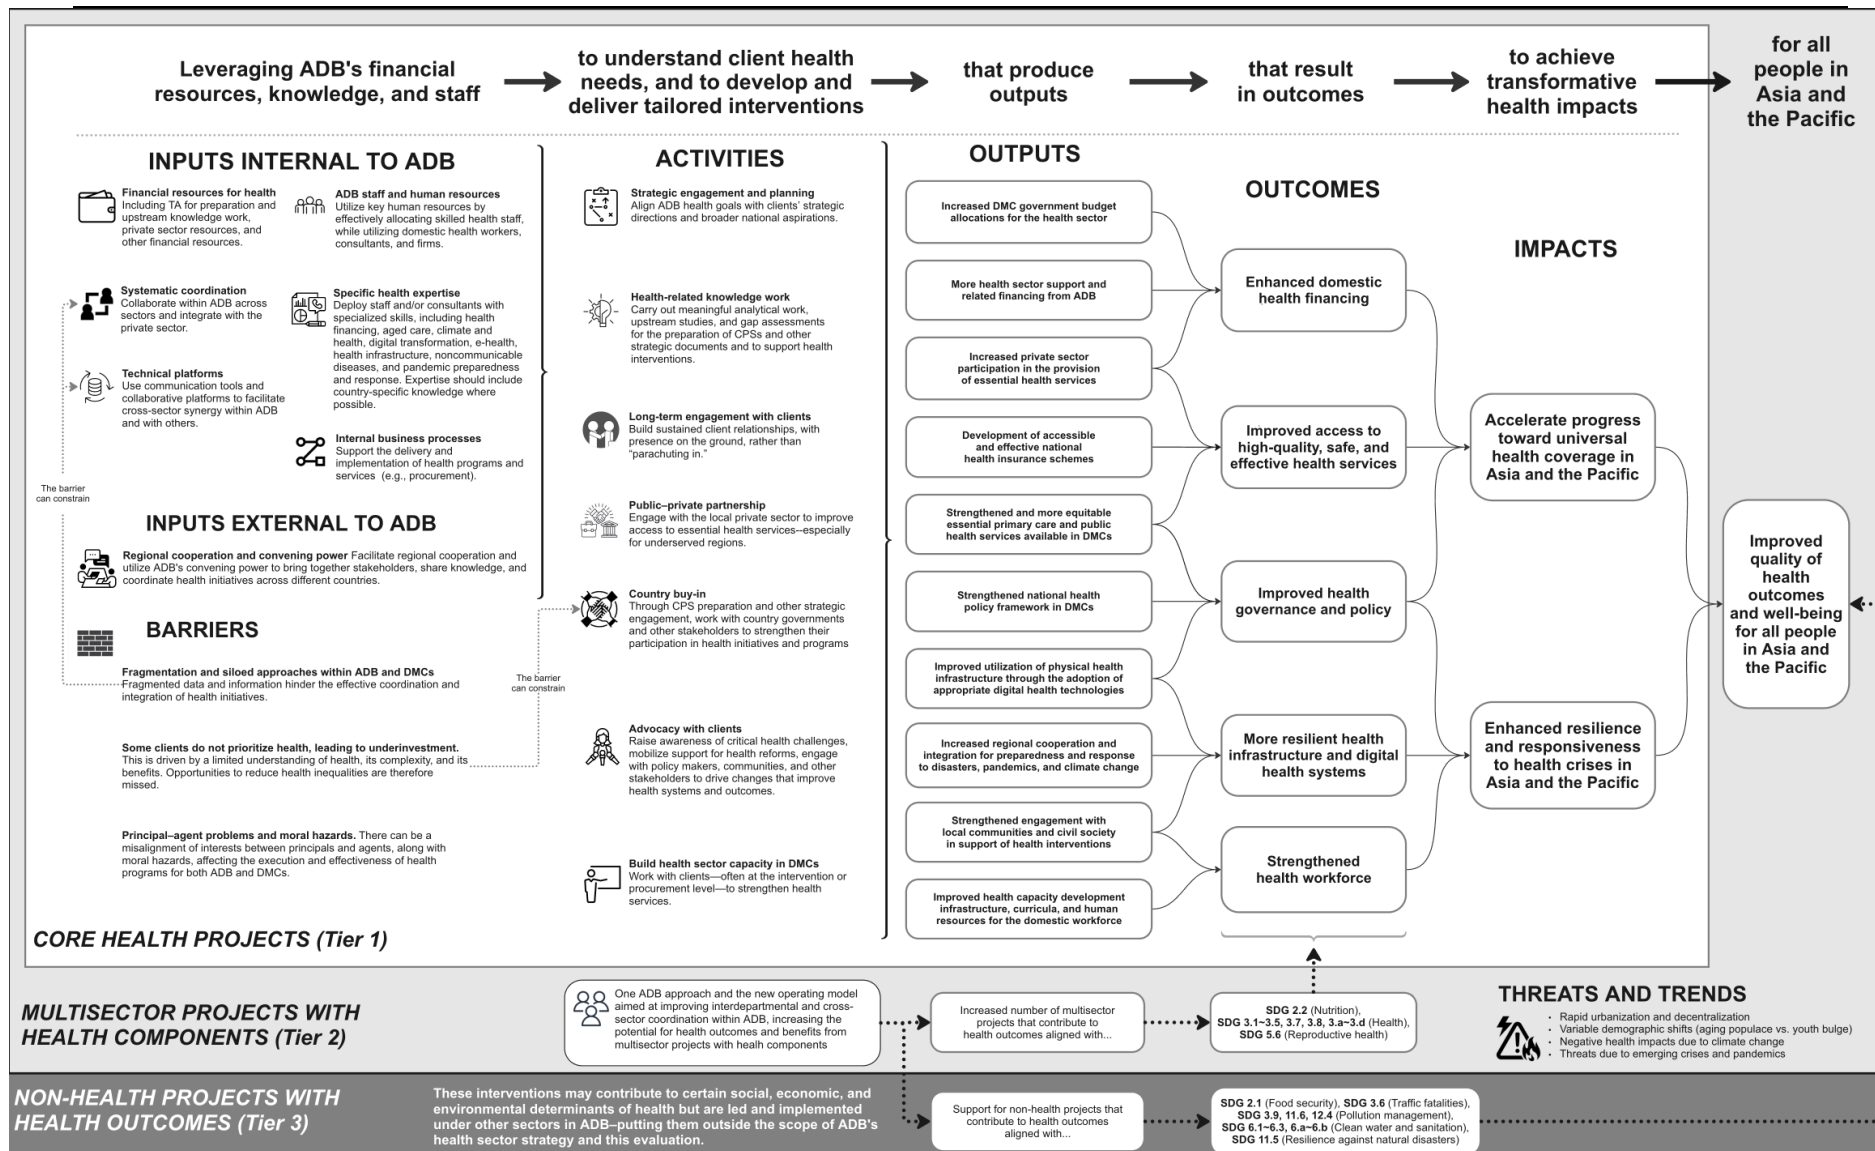 Leveraging ADB's financial
resources, knowledge, and staff
to understand client health
needs, and to develop and
deliver tailored interventions
that produce
outputs
that result
in outcomes
to achieve
transformative
health impacts
for all
people in
Asia and
the Pacific
INPUTS INTERNAL TO ADB
Financial resources for health
Including TA for preparation and
upstream knowledge work,
private sector resources, and
other financial resources.
ADB staff and human resources
Utilize key human resources by
effectively allocating skilled health staff,
while utilizing domestic health workers,
consultants, and firms.
Systematic coordination
Collaborate within ADB across
sectors and integrate with the
private sector.
Specific health expertise
Deploy staff and/or consultants with
specialized skills, including health
financing, aged care, climate and
health, digital transformation, e-health,
health infrastructure, noncommunicable
diseases, and pandemic preparedness
and response. Expertise should include
country-specific knowledge where
possible.
Technical platforms
Use communication tools and
collaborative platforms to facilitate
cross-sector synergy within ADB
and with others.
Internal business processes
Support the delivery and
implementation of health programs and
services (e.g., procurement).
The barrier
can constrain
INPUTS EXTERNAL TO ADB
Regional cooperation and convening power Facilitate regional cooperation and
utilize ADB's convening power to bring together stakeholders, share knowledge, and
coordinate health initiatives across different countries.
BARRIERS
Fragmentation and siloed approaches within ADB and DMCs
Fragmented data and information hinder the effective coordination and
integration of health initiatives.
Some clients do not prioritize health, leading to underinvestment.
This is driven by a limited understanding of health, its complexity, and its
benefits. Opportunities to reduce health inequalities are therefore
missed.
Principal–agent problems and moral hazards. There can be a
misalignment of interests between principals and agents, along with
moral hazards, affecting the execution and effectiveness of health
programs for both ADB and DMCs.
The barrier
can constrain
ACTIVITIES
Strategic engagement and planning
Align ADB health goals with clients' strategic
directions and broader national aspirations.
Health-related knowledge work
Carry out meaningful analytical work,
upstream studies, and gap assessments
for the preparation of CPSs and other
strategic documents and to support health
interventions.
Long-term engagement with clients
Build sustained client relationships, with
presence on the ground, rather than
“parachuting in.”
Public–private partnership
Engage with the local private sector to improve
access to essential health services--especially
for underserved regions.
Country buy-in
Through CPS preparation and other strategic
engagement, work with country governments
and other stakeholders to strengthen their
participation in health initiatives and programs
Advocacy with clients
Raise awareness of critical health challenges,
mobilize support for health reforms, engage
with policy makers, communities, and other
stakeholders to drive changes that improve
health systems and outcomes.
Build health sector capacity in DMCs
Work with clients—often at the intervention or
procurement level—to strengthen health
services.
OUTPUTS
Increased DMC government budget
allocations for the health sector
More health sector support and
related financing from ADB
Increased private sector
participation in the provision
of essential health services
Development of accessible
and effective national
health insurance schemes
Strengthened and more equitable
essential primary care and public
health services available in DMCs
Strengthened national health
policy framework in DMCs
Improved utilization of physical health
infrastructure through the adoption of
appropriate digital health technologies
Increased regional cooperation and
integration for preparedness and response
to disasters, pandemics, and climate change
Strengthened engagement with
local communities and civil society
in support of health interventions
Improved health capacity development
infrastructure, curricula, and human
resources for the domestic workforce
OUTCOMES
Enhanced domestic
health financing
Improved access to
high-quality, safe, and
effective health services
Improved health
governance and policy
More resilient health
infrastructure and digital
health systems
Strengthened
health workforce
IMPACTS
Accelerate progress
toward universal
health coverage in
Asia and the Pacific
Enhanced resilience
and responsiveness
to health crises in
Asia and the Pacific
Improved
quality of
health
outcomes
and well-being
for all people
in Asia and
the Pacific
CORE HEALTH PROJECTS (Tier 1)
MULTISECTOR PROJECTS WITH
HEALTH COMPONENTS (Tier 2)
One ADB approach and the new operating model
aimed at improving interdepartmental and cross-
sector coordination within ADB, increasing the
potential for health outcomes and benefits from
multisector projects with healh components
Increased number of multisector
projects that contribute to
health outcomes aligned with...
SDG 2.2 (Nutrition),
SDG 3.1~3.5, 3.7, 3.8, 3.a~3.d (Health),
SDG 5.6 (Reproductive health)
THREATS AND TRENDS
• Rapid urbanization and decentralization
• Variable demographic shifts (aging populace vs. youth bulge)
• Negative health impacts due to climate change
• Threats due to emerging crises and pandemics
NON-HEALTH PROJECTS WITH
HEALTH OUTCOMES (Tier 3)
These interventions may contribute to certain social, economic, and
environmental determinants of health but are led and implemented
under other sectors in ADB–putting them outside the scope of ADB's
health sector strategy and this evaluation.
Support for non-health projects that
contribute to health outcomes
aligned with...
SDG 2.1 (Food security), SDG 3.6 (Traffic fatalities),
SDG 3.9, 11.6, 12.4 (Pollution management),
SDG 6.1~6.3, 6.a~6.b (Clean water and sanitation),
SDG 11.5 (Resilience against natural disasters)